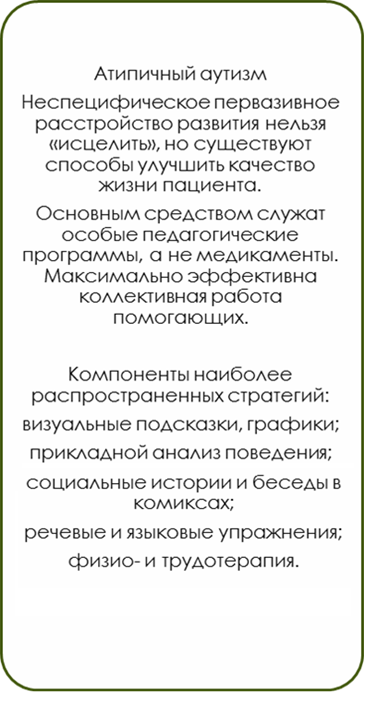 Атипичный аутизм
Неспецифическое первазивное
расстройство развития нельзя
«исцелить», но существуют
способы улучшить качество
жизни пациента.
Основным средством служат
особые педагогические
программы, а не медикаменты.
Максимально эффективна
коллективная работа
помогающих.
Компоненты наиболее
распространенных стратегий:
визуальные подсказки, графики;
прикладной анализ поведения;
социальные истории и беседы в
комиксах;
речевые и языковые упражнения;
физио- и трудотерапия.